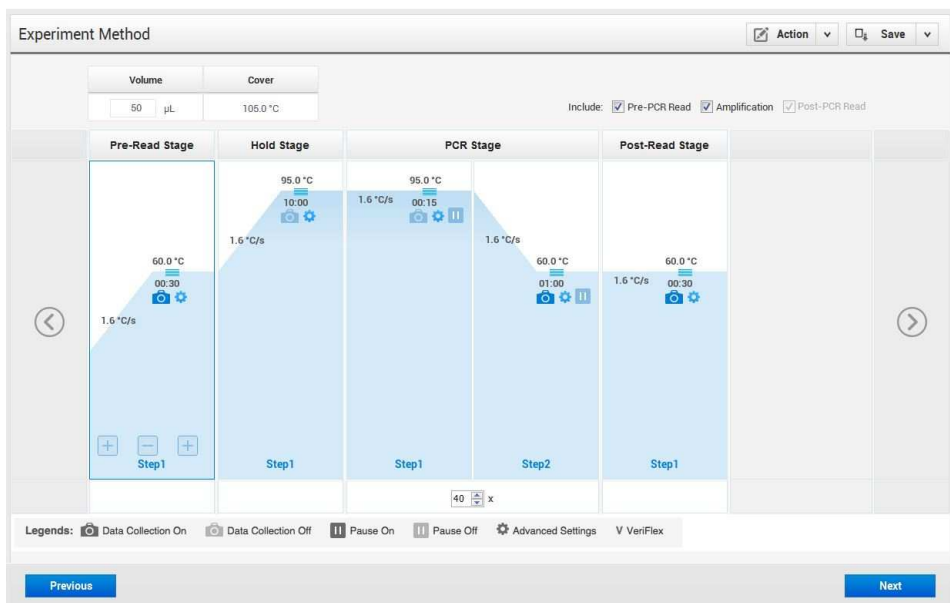 Experiment Method
Action
Save
Volume
Cover
50 µL
105.0 °C
Include: Pre-PCR Read Amplification Post-PCR Read
Pre-Read Stage
Hold Stage
PCR Stage
Post-Read Stage
60.0 °C
00:30
1.6 °C/s
Step1
95.0 °C
10:00
1.6 °C/s
Step1
95.0 °C
1.6 °C/s
00:15
Step1
1.6 °C/s
60.0 °C
01:00
Step2
60.0 °C
1.6 °C/s
00:30
Step1
40 x
Legends: Data Collection On Data Collection Off Pause On Pause Off Advanced Settings V VeriFlex
Previous
Next